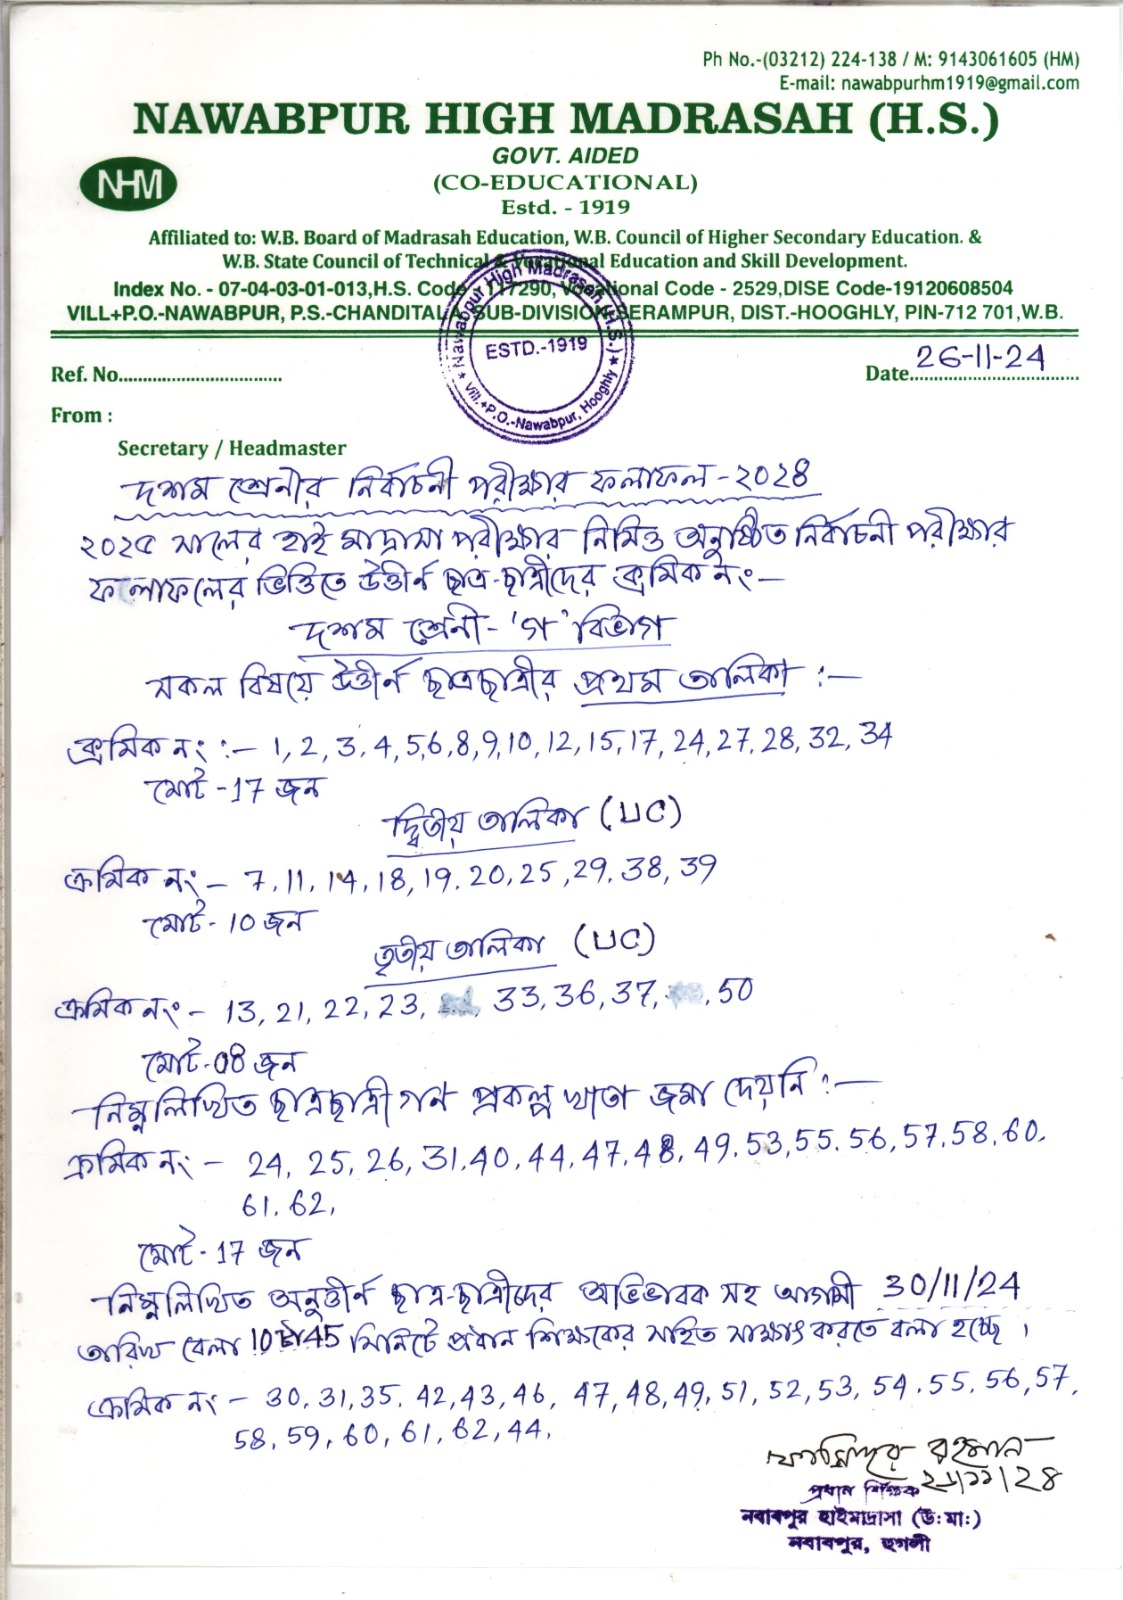 Ph No.-(03212) 224-138 / M: 9143061605 (HM)
E-mail: nawabpurhm1919@gmail.com
NAWABPUR HIGH MADRASAH (H.S.)
GOVT. AIDED
NHM
(CO-EDUCATIONAL)
Estd. - 1919
Affiliated to: W.B. Board of Madrasah Education, W.B. Council of Higher Secondary Education. &
W.B. State Council of Technical & Vocational Education and Skill Development.
Index No. - 07-04-03-01-013,H.S. Code 117290, Vocational Code - 2529,DISE Code-19120608504
VILL+P.O.-NAWABPUR, P.S.-CHANDITALA, SUB-DIVISION-SERAMPUR, DIST.-HOOGHLY, PIN-712 701,W.B.
Nawabpur High Madrasah (H.S.)
ESTD.-1919
Vill.+P.O.-Nawabpur, Hooghly
Ref. No................................
Date 26-11-24
From :
Secretary / Headmaster
দশম শ্রেনীর নির্বাচনী পরীক্ষার ফলাফল - ২০২৪
২০২৫ সালের হাই মাদ্রাসা পরীক্ষার নিমিত্ত অনুষ্ঠিত নির্বাচনী পরীক্ষার
ফলাফলের ভিত্তিতে উত্তীর্ন ছাত্র-ছাত্রীদের ক্রমিক নং—
দশম শ্রেনী - 'গ' বিভাগ
সকল বিষয়ে উত্তীর্ন ছাত্রছাত্রীর প্রথম তালিকা :—
ক্রমিক নং :— 1, 2, 3, 4, 5, 6, 8, 9, 10, 12, 15, 17, 24, 27, 28, 32, 34
মোট - 17 জন
দ্বিতীয় তালিকা (UC)
ক্রমিক নং — 7, 11, 14, 18, 19. 20, 25, 29. 38, 39
মোট - 10 জন
তৃতীয় তালিকা (UC)
ক্রমিক নং - 13, 21, 22, 23, 33, 36, 37, 50
মোট - 08 জন
নিম্নলিখিত ছাত্রছাত্রী গন প্রকল্প খাতা জমা দেয়নি :—
ক্রমিক নং — 24, 25, 26, 31, 40, 44, 47, 48, 49. 53, 55. 56, 57, 58. 60.
61. 62,
মোট - 17 জন
নিম্নলিখিত অনুত্তীর্ন ছাত্র-ছাত্রীদের অভিভাবক সহ আগামী 30/11/24
তারিখ বেলা 10 টা 45 মিনিটে প্রধান শিক্ষকের সহিত সাক্ষাৎ করতে বলা হচ্ছে ।
ক্রমিক নং — 30, 31, 35. 42, 43, 46, 47, 48, 49, 51, 52, 53, 54. 55. 56, 57,
58, 59, 60, 61, 62, 44,
রহমান
২৬/১১/২৪
প্রধান শিক্ষক
নবাবপুর হাইমাদ্রাসা (উ:মা:)
নবাবপুর, হুগলী